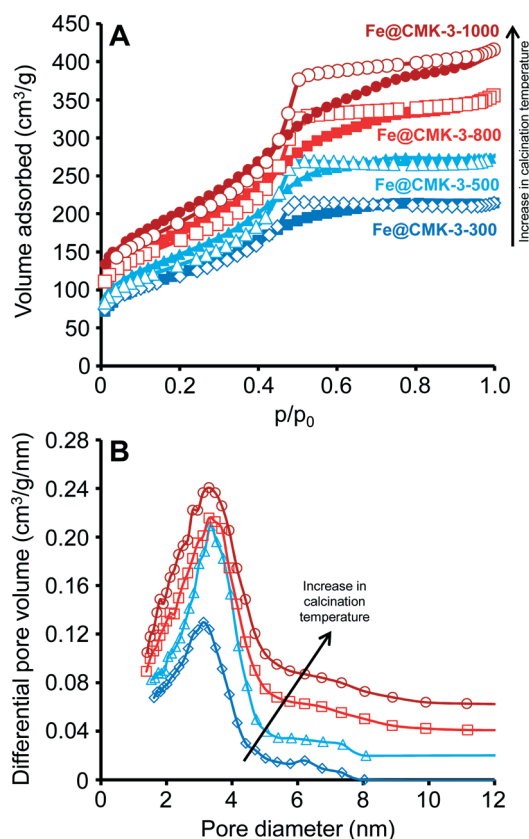 A
Fe@CMK-3-1000
Fe@CMK-3-800
Fe@CMK-3-500
Fe@CMK-3-300
Increase in calcination temperature
Volume adsorbed (cm³/g)
450
400
350
300
250
200
150
100
50
0
0 0.2 0.4 0.6 0.8 1.0
p/p₀
B
Increase in
calcination
temperature
Differential pore volume (cm³/g/nm)
0.28
0.24
0.20
0.16
0.12
0.08
0.04
0
0 2 4 6 8 10 12
Pore diameter (nm)